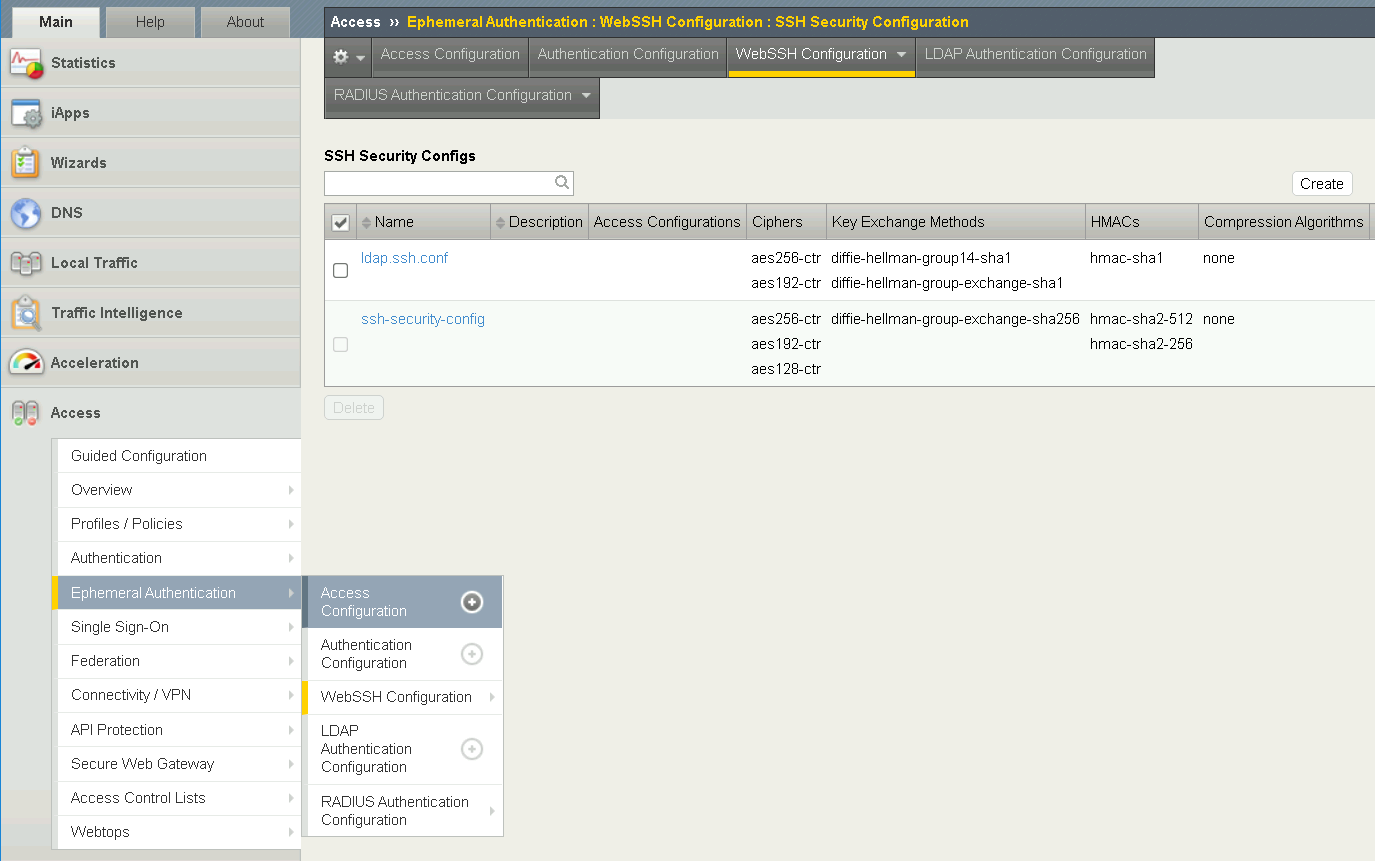 Main
Help
About
Statistics
iApps
Wizards
DNS
Local Traffic
Traffic Intelligence
Acceleration
Access
Guided Configuration
Overview
Profiles / Policies
Authentication
Ephemeral Authentication
Single Sign-On
Federation
Connectivity / VPN
API Protection
Secure Web Gateway
Access Control Lists
Webtops
Access
Configuration
Authentication
Configuration
WebSSH Configuration
LDAP
Authentication
Configuration
RADIUS Authentication
Configuration
Access ›› Ephemeral Authentication : WebSSH Configuration : SSH Security Configuration
Access Configuration
Authentication Configuration
WebSSH Configuration
LDAP Authentication Configuration
RADIUS Authentication Configuration
SSH Security Configs
Create
Name Description Access Configurations Ciphers Key Exchange Methods HMACs Compression Algorithms
ldap.ssh.conf aes256-ctr diffie-hellman-group14-sha1 hmac-sha1 none
aes192-ctr diffie-hellman-group-exchange-sha1
ssh-security-config aes256-ctr diffie-hellman-group-exchange-sha256 hmac-sha2-512 none
aes192-ctr hmac-sha2-256
aes128-ctr
Delete